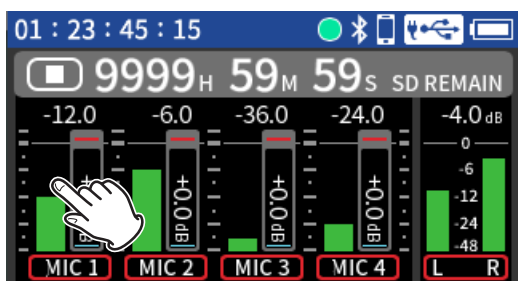 01 : 23 : 45 : 15
9999H 59M 59S SD REMAIN
-12.0 -6.0 -36.0 -24.0 -4.0 dB
+0.0dB +0.0dB +0.0dB +0.0dB
0
-6
-12
-24
-48
MIC 1 MIC 2 MIC 3 MIC 4 L R